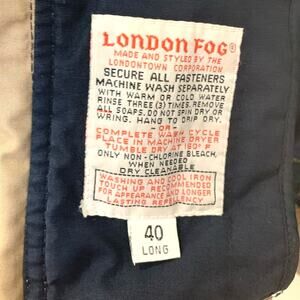 LONDON FOG®
MADE AND STYLED BY THE
LONDONTOWN CORPORATION
SECURE ALL FASTENERS
MACHINE WASH SEPARATELY
WITH WARM OR COLD WATER
RINSE THREE (3) TIMES. REMOVE
ALL SOAPS. DO NOT SPIN DRY OR
WRING. HANG TO DRIP DRY.
-OR-
COMPLETE WASH CYCLE
PLACE IN MACHINE DRYER
TUMBLE DRY AT 160° F
ONLY NON-CHLORINE BLEACH,
WHEN NEEDED
DRY CLEANABLE
WASHING AND COOL IRON
TOUCH UP RECOMMENDED
FOR APPEARANCE AND LONGER
LASTING REPELLENCY
40
LONG